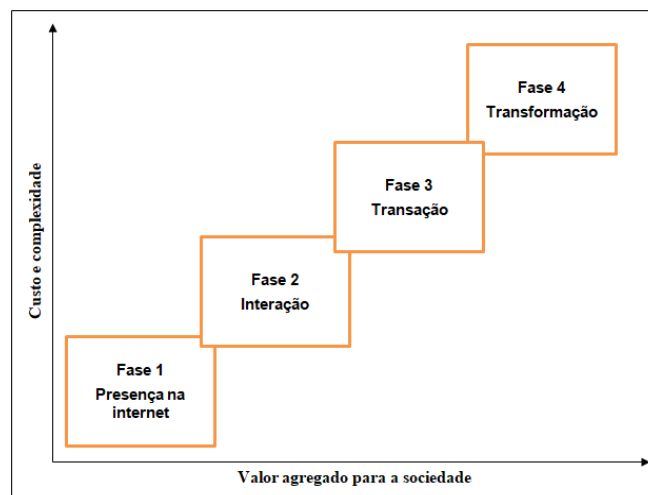 Fase 4
Transformação
Fase 3
Transação
Fase 2
Interação
Fase 1
Presença na
internet
Custo e complexidade
Valor agregado para a sociedade